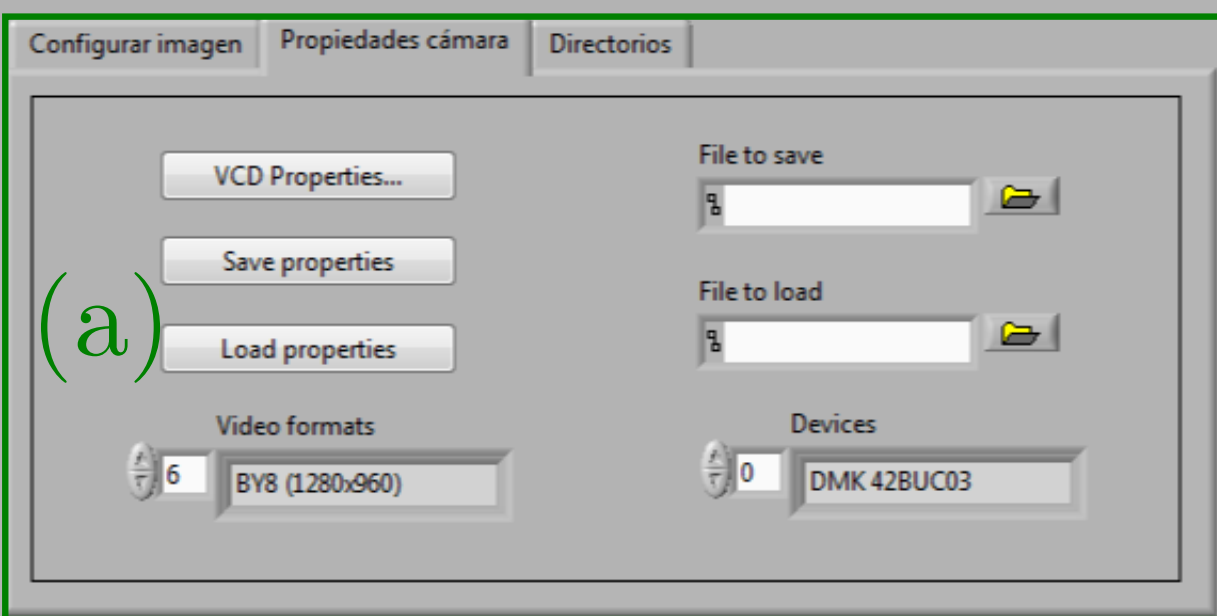 Configurar imagen
Propiedades cámara
Directorios
VCD Properties...
Save properties
Load properties
File to save
File to load
(a)
Video formats
6
BY8 (1280x960)
Devices
0
DMK 42BUC03